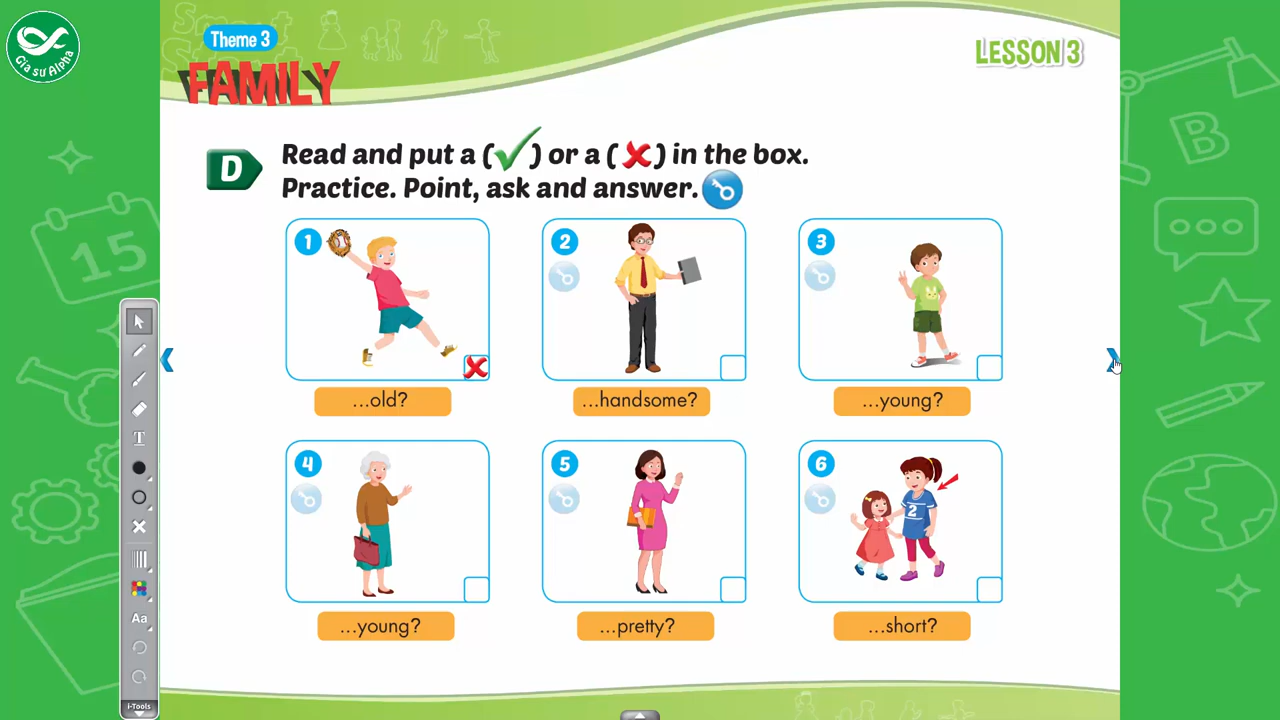 Gia sư Alpha
Theme 3
FAMILY
LESSON 3
D
Read and put a (✓) or a (✗) in the box.
Practice. Point, ask and answer.
1
2
3
...old?
...handsome?
...young?
4
5
6
2
...young?
...pretty?
...short?
T
Aa
i-Tools
15
B